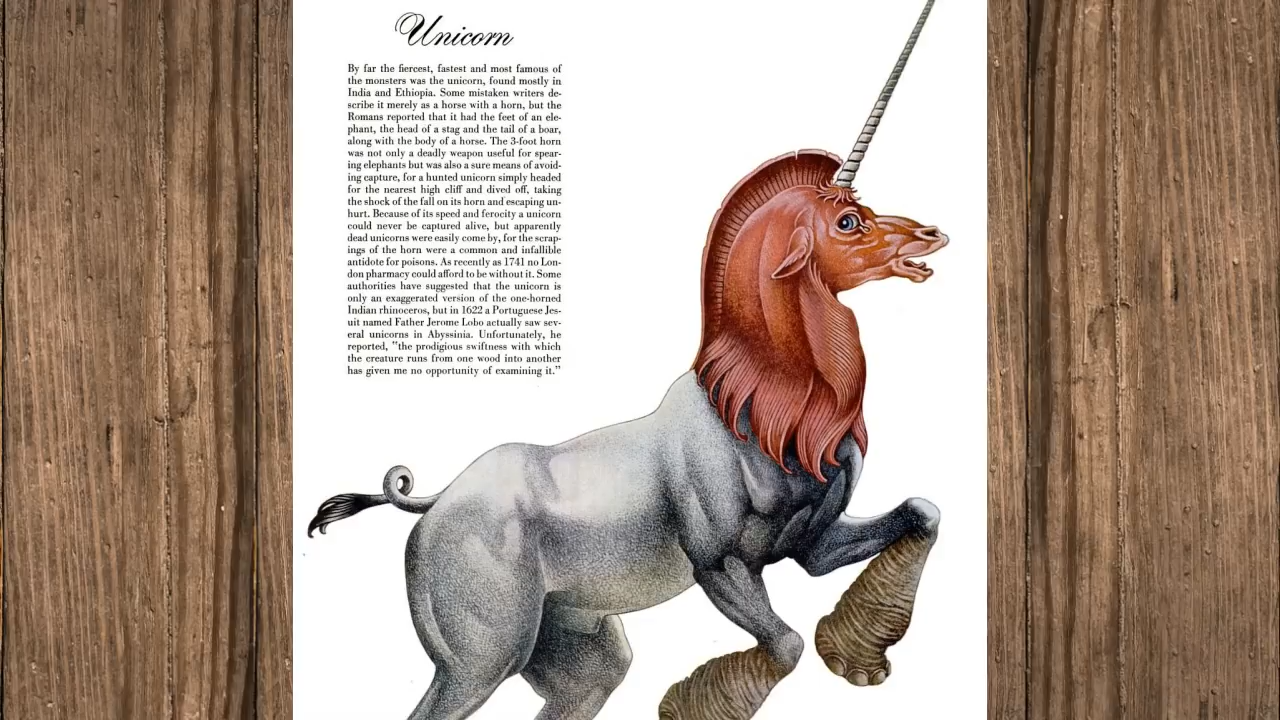 Unicorn
By far the fiercest, fastest and most famous of
the monsters was the unicorn, found mostly in
India and Ethiopia. Some mistaken writers de-
scribe it merely as a horse with a horn, but the
Romans reported that it had the feet of an ele-
phant, the head of a stag and the tail of a boar,
along with the body of a horse. The 3-foot horn
was not only a deadly weapon useful for spear-
ing elephants but was also a sure means of avoid-
ing capture, for a hunted unicorn simply headed
for the nearest high cliff and dived off, taking
the shock of the fall on its horn and escaping un-
hurt. Because of its speed and ferocity a unicorn
could never be captured alive, but apparently
dead unicorns were easily come by, for the scrap-
ings of the horn were a common and infallible
antidote for poisons. As recently as 1741 no Lon-
don pharmacy could afford to be without it. Some
authorities have suggested that the unicorn is
only an exaggerated version of the one-horned
Indian rhinoceros, but in 1622 a Portuguese Jes-
uit named Father Jerome Lobo actually saw sev-
eral unicorns in Abyssinia. Unfortunately, he
reported, "the prodigious swiftness with which
the creature runs from one wood into another
has given me no opportunity of examining it."